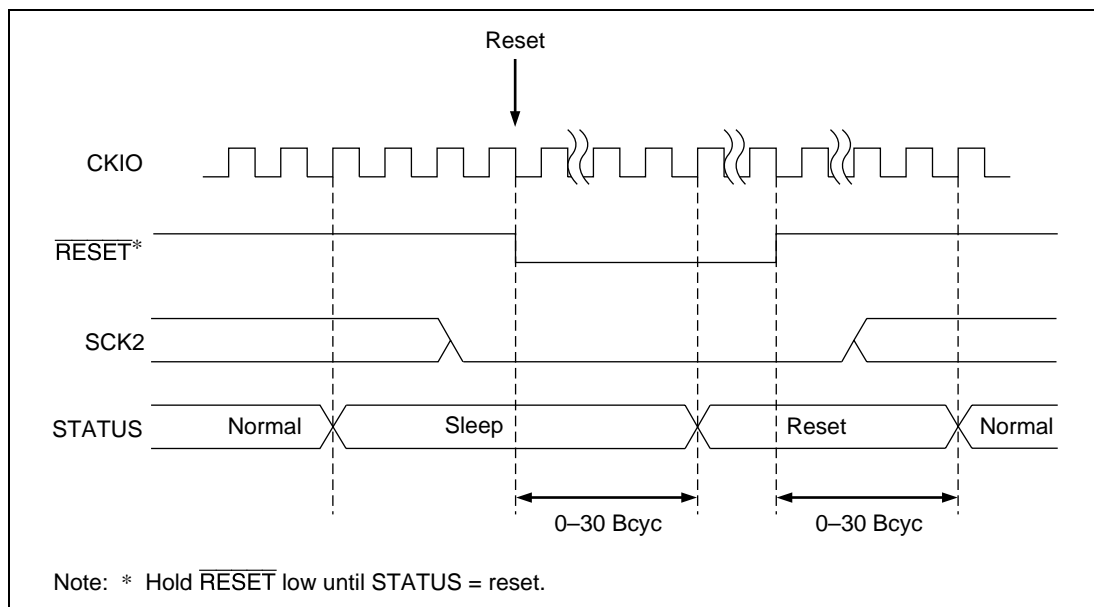 Reset
CKIO
RESET*
SCK2
STATUS
Normal
Sleep
Reset
Normal
0–30 Bcyc
0–30 Bcyc
Note: * Hold RESET low until STATUS = reset.